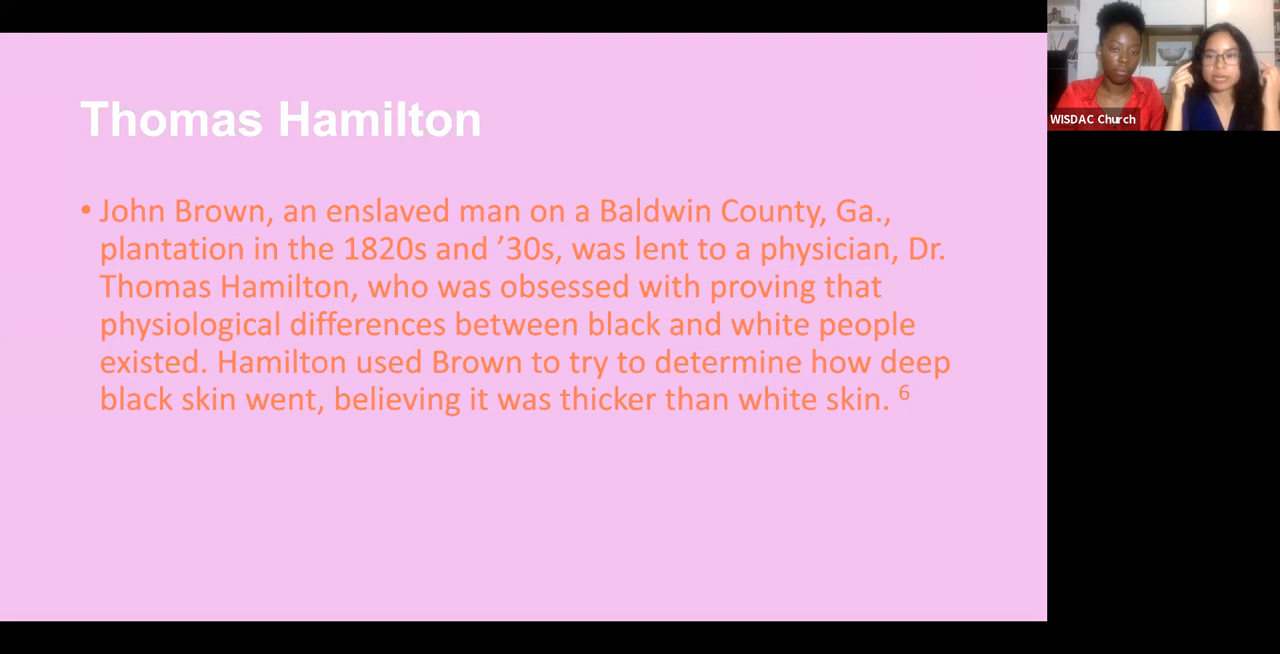 Thomas Hamilton
• John Brown, an enslaved man on a Baldwin County, Ga.,
plantation in the 1820s and ’30s, was lent to a physician, Dr.
Thomas Hamilton, who was obsessed with proving that
physiological differences between black and white people
existed. Hamilton used Brown to try to determine how deep
black skin went, believing it was thicker than white skin. 6
WISDAC Church